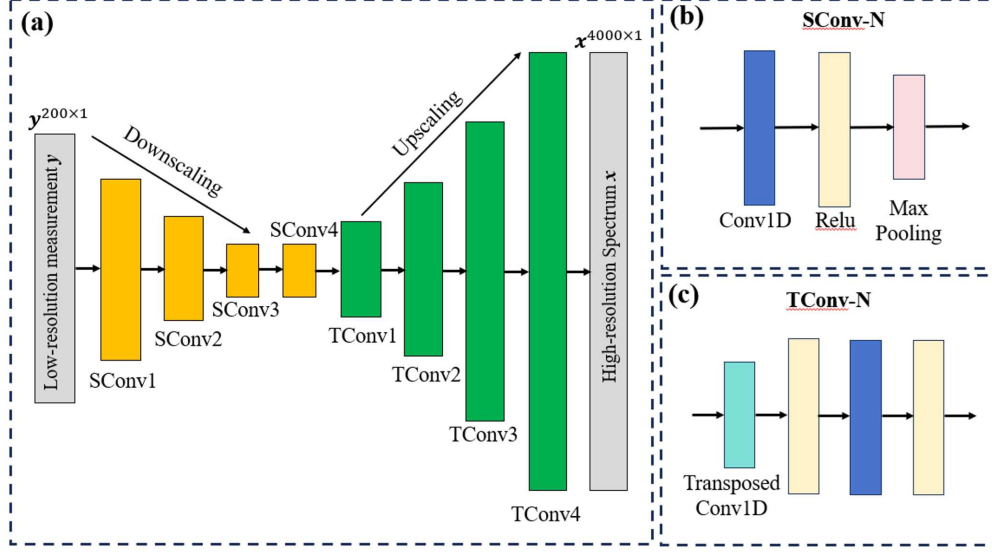 (a)
y^{200×1}
Downscaling
Low-resolution measurement y
SConv1
SConv2
SConv3
SConv4
TConv1
TConv2
TConv3
TConv4
Upscaling
x^{4000×1}
High-resolution Spectrum x
(b)
SConv-N
Conv1D
Relu
Max
Pooling
(c)
TConv-N
Transposed
Conv1D